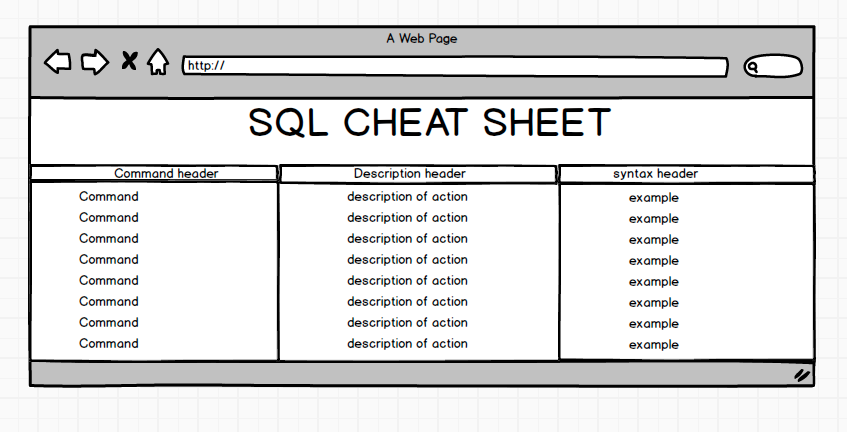 A Web Page
http://
SQL CHEAT SHEET
Command header Description header syntax header
Command description of action example
Command description of action example
Command description of action example
Command description of action example
Command description of action example
Command description of action example
Command description of action example
Command description of action example